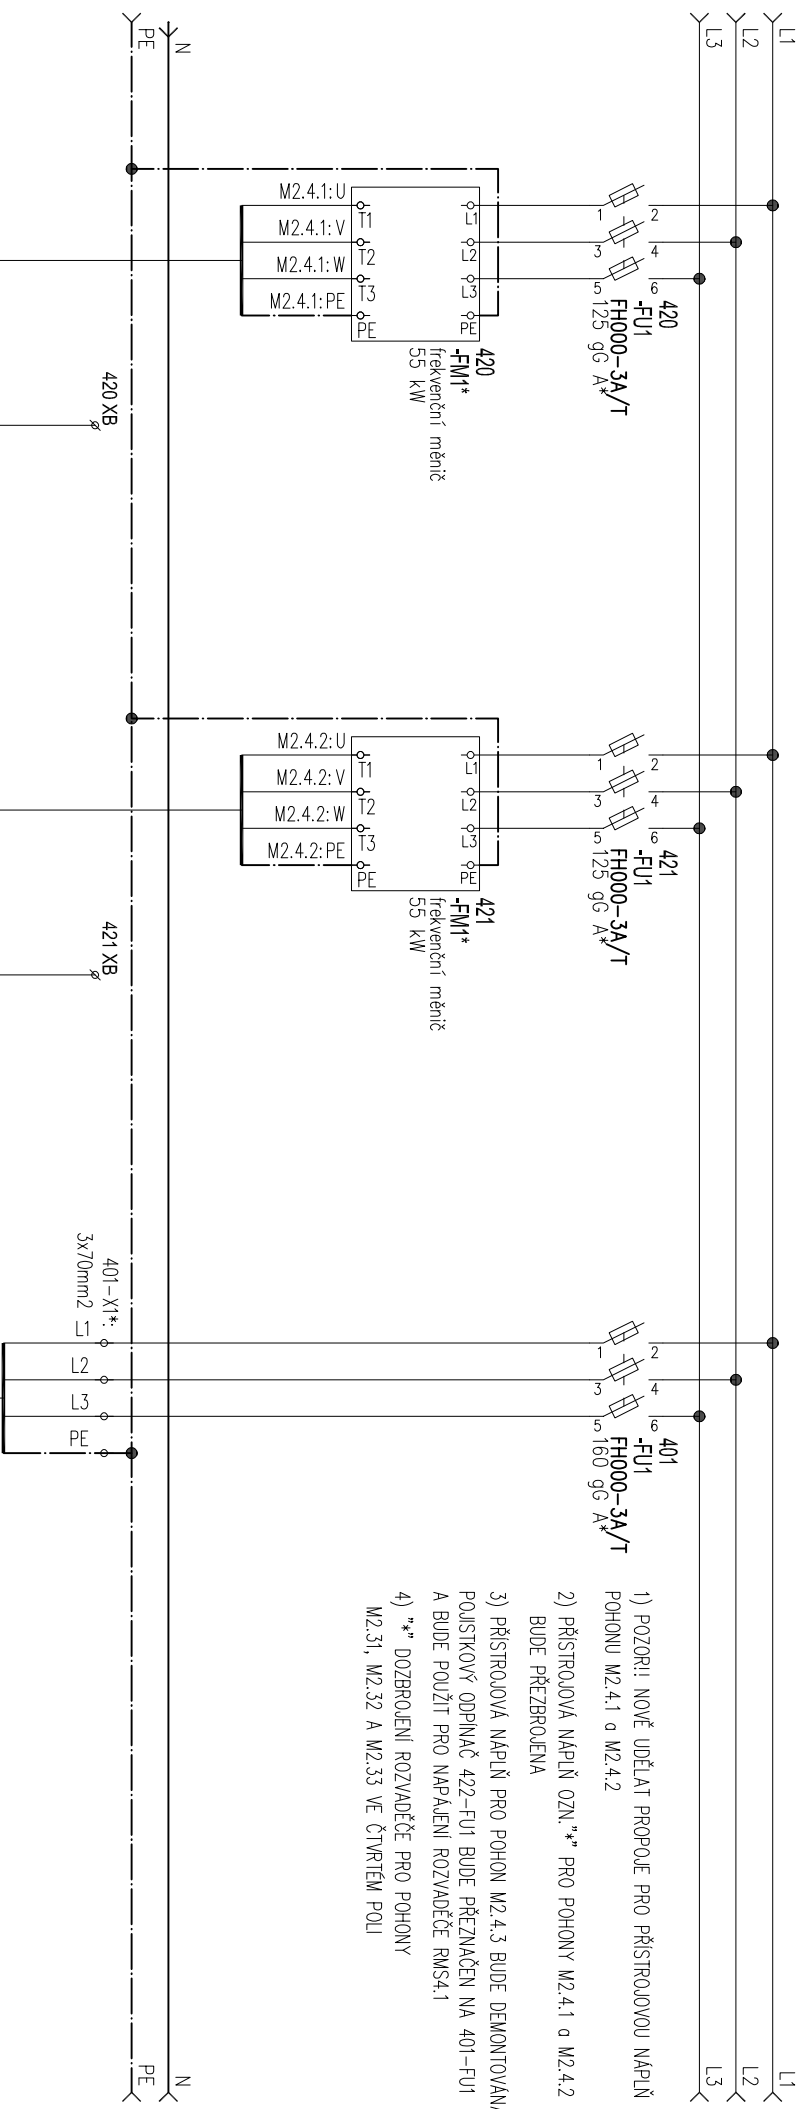 L1
L2
L3
N
PE
420
-FU1
FH000-3A/T
125 gG A*
1 2
3 4
5 6
L1
L2
L3
PE
T1
T2
T3
PE
420
-FM1*
frekvenční měnič
55 kW
M2.4.1:U
M2.4.1:V
M2.4.1:W
M2.4.1:PE
420 XB
421
-FU1
FH000-3A/T
125 gG A*
1 2
3 4
5 6
L1
L2
L3
PE
T1
T2
T3
PE
421
-FM1*
frekvenční měnič
55 kW
M2.4.2:U
M2.4.2:V
M2.4.2:W
M2.4.2:PE
421 XB
401
-FU1
FH000-3A/T
160 gG A*
1 2
3 4
5 6
401-X1*:
3x70mm2
L1
L2
L3
PE
1) POZOR!! NOVĚ UDĚLAT PROPOJE PRO PŘÍSTROJOVOU NÁPLŇ
POHONU M2.4.1 a M2.4.2
2) PŘÍSTROJOVÁ NÁPLŇ OZN."*" PRO POHONY M2.4.1 a M2.4.2
BUDE PŘEZBROJENA
3) PŘÍSTROJOVÁ NÁPLŇ PRO POHON M2.4.3 BUDE DEMONTOVÁNA
POJISTKOVÝ ODPÍNAČ 422-FU1 BUDE PŘEZNAČEN NA 401-FU1
A BUDE POUŽIT PRO NAPÁJENÍ ROZVADĚČE RMS4.1
4) "*" DOZBROJENÍ ROZVADĚČE PRO POHONY
M2.31, M2.32 A M2.33 VE ČTVRTÉM POLI
L1
L2
L3
N
PE